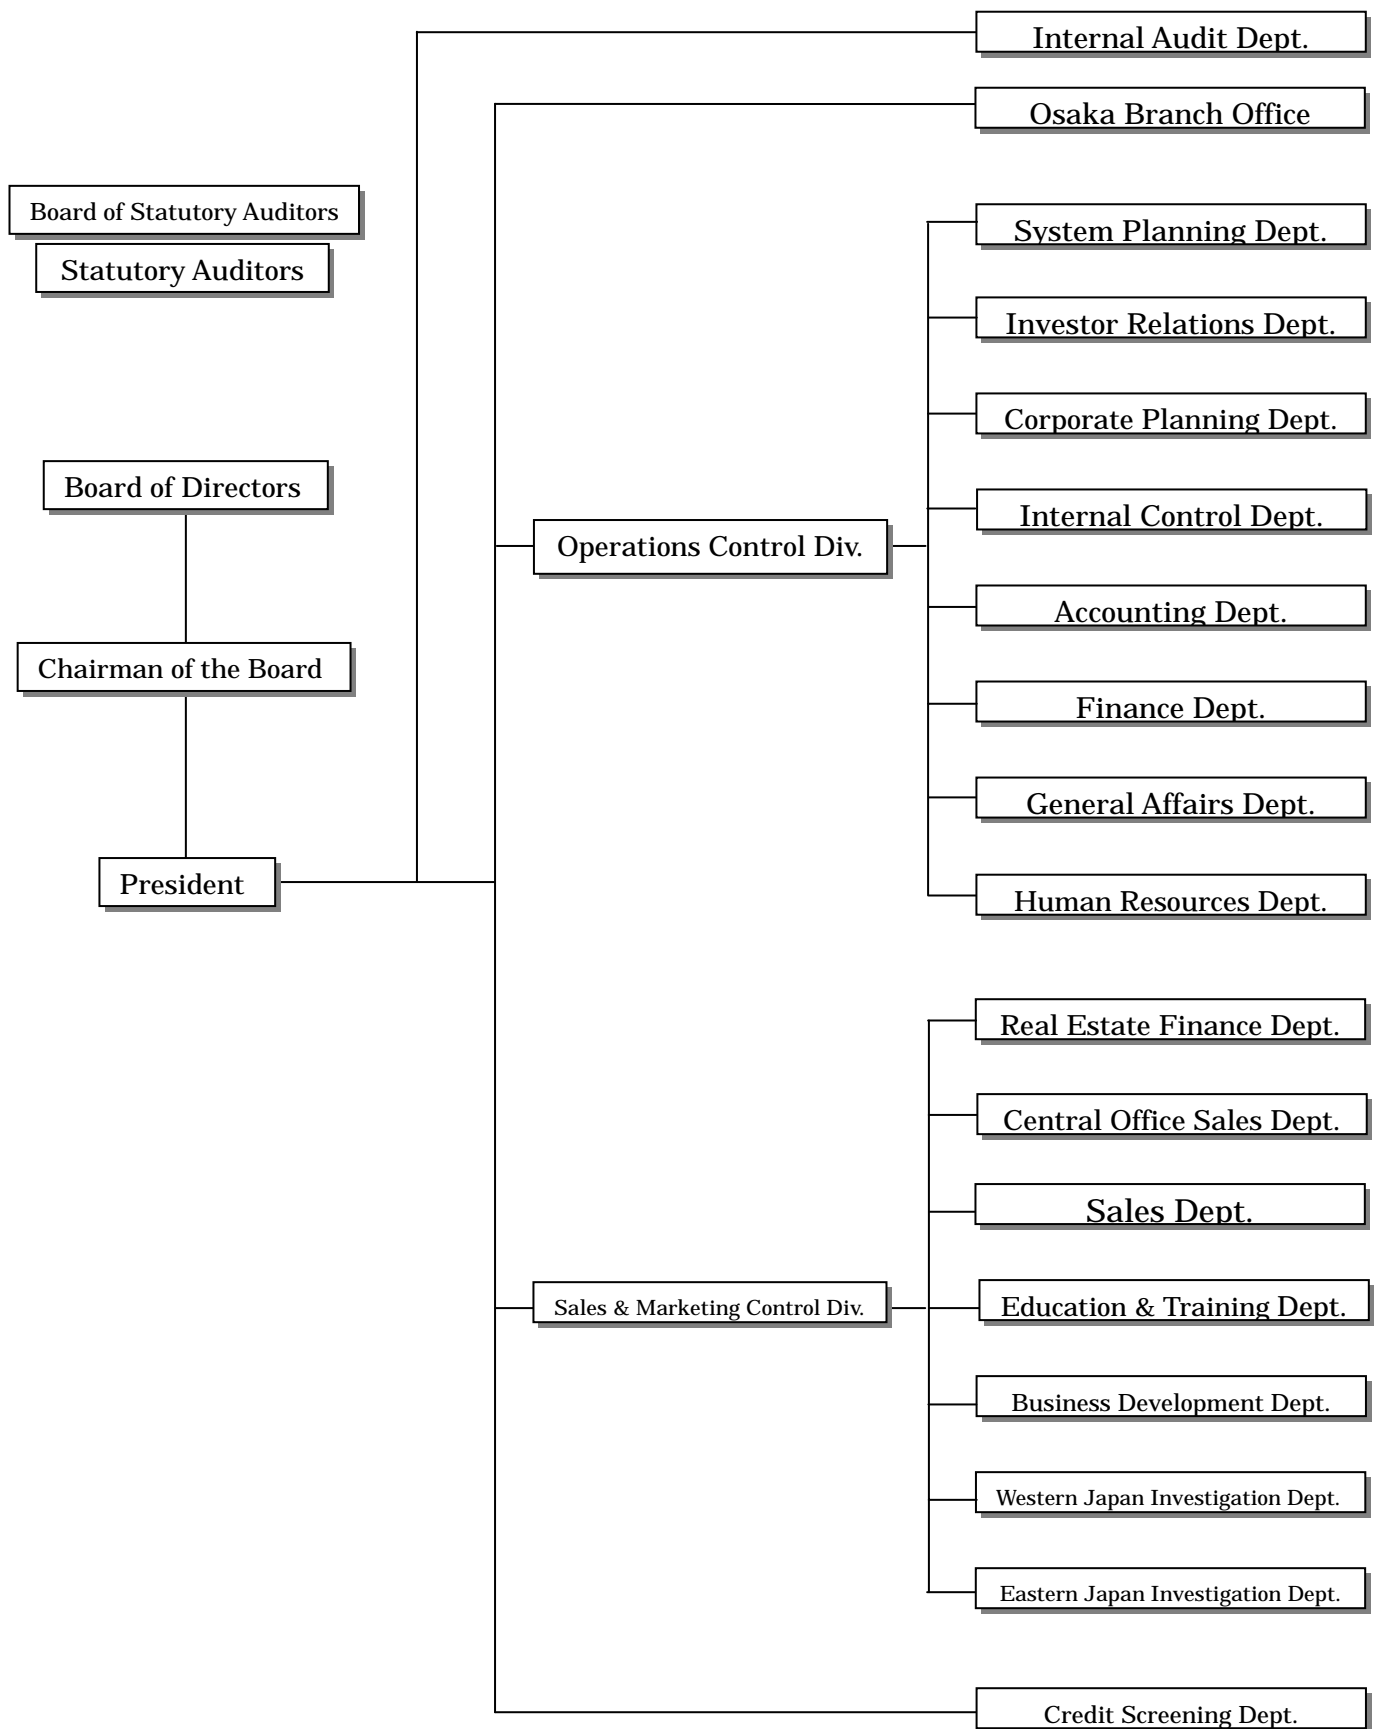 Internal Audit Dept.
Osaka Branch Office
Board of Statutory Auditors
Statutory Auditors
System Planning Dept.
Investor Relations Dept.
Corporate Planning Dept.
Board of Directors
Internal Control Dept.
Operations Control Div.
Accounting Dept.
Chairman of the Board
Finance Dept.
General Affairs Dept.
President
Human Resources Dept.
Real Estate Finance Dept.
Central Office Sales Dept.
Sales Dept.
Sales & Marketing Control Div.
Education & Training Dept.
Business Development Dept.
Western Japan Investigation Dept.
Eastern Japan Investigation Dept.
Credit Screening Dept.